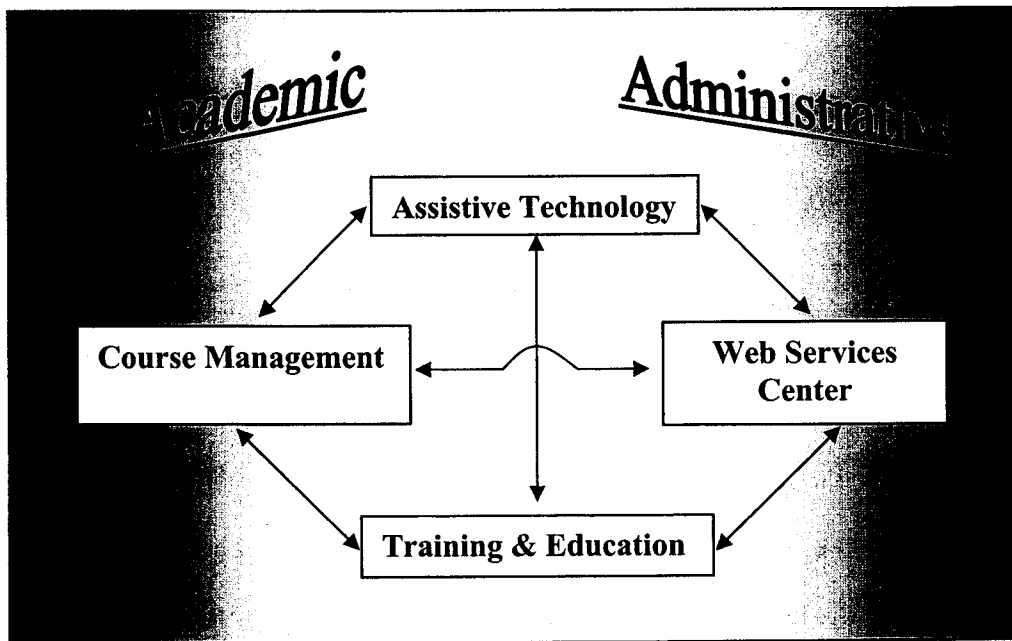 Academic
Administrative
Assistive Technology
Course Management
Web Services
Center
Training & Education